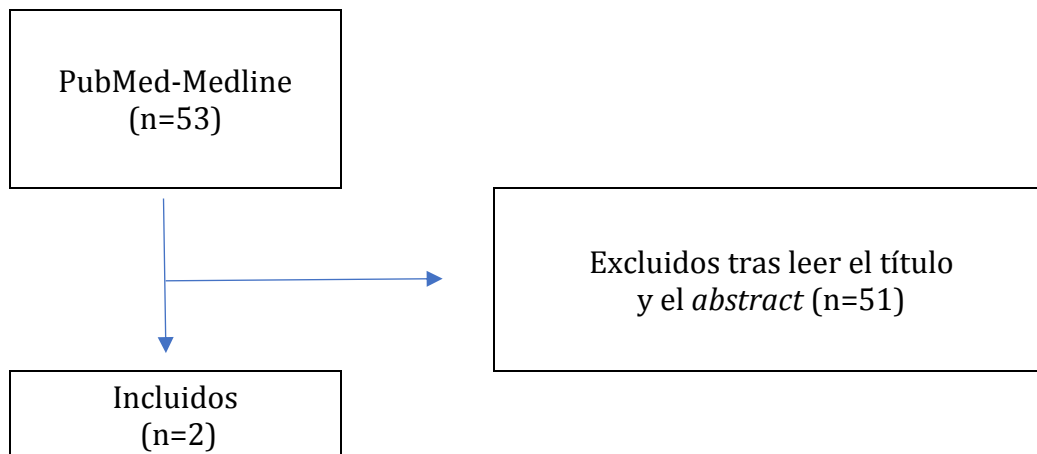 PubMed-Medline
(n=53)
Excluidos tras leer el título
y el abstract (n=51)
Incluidos
(n=2)